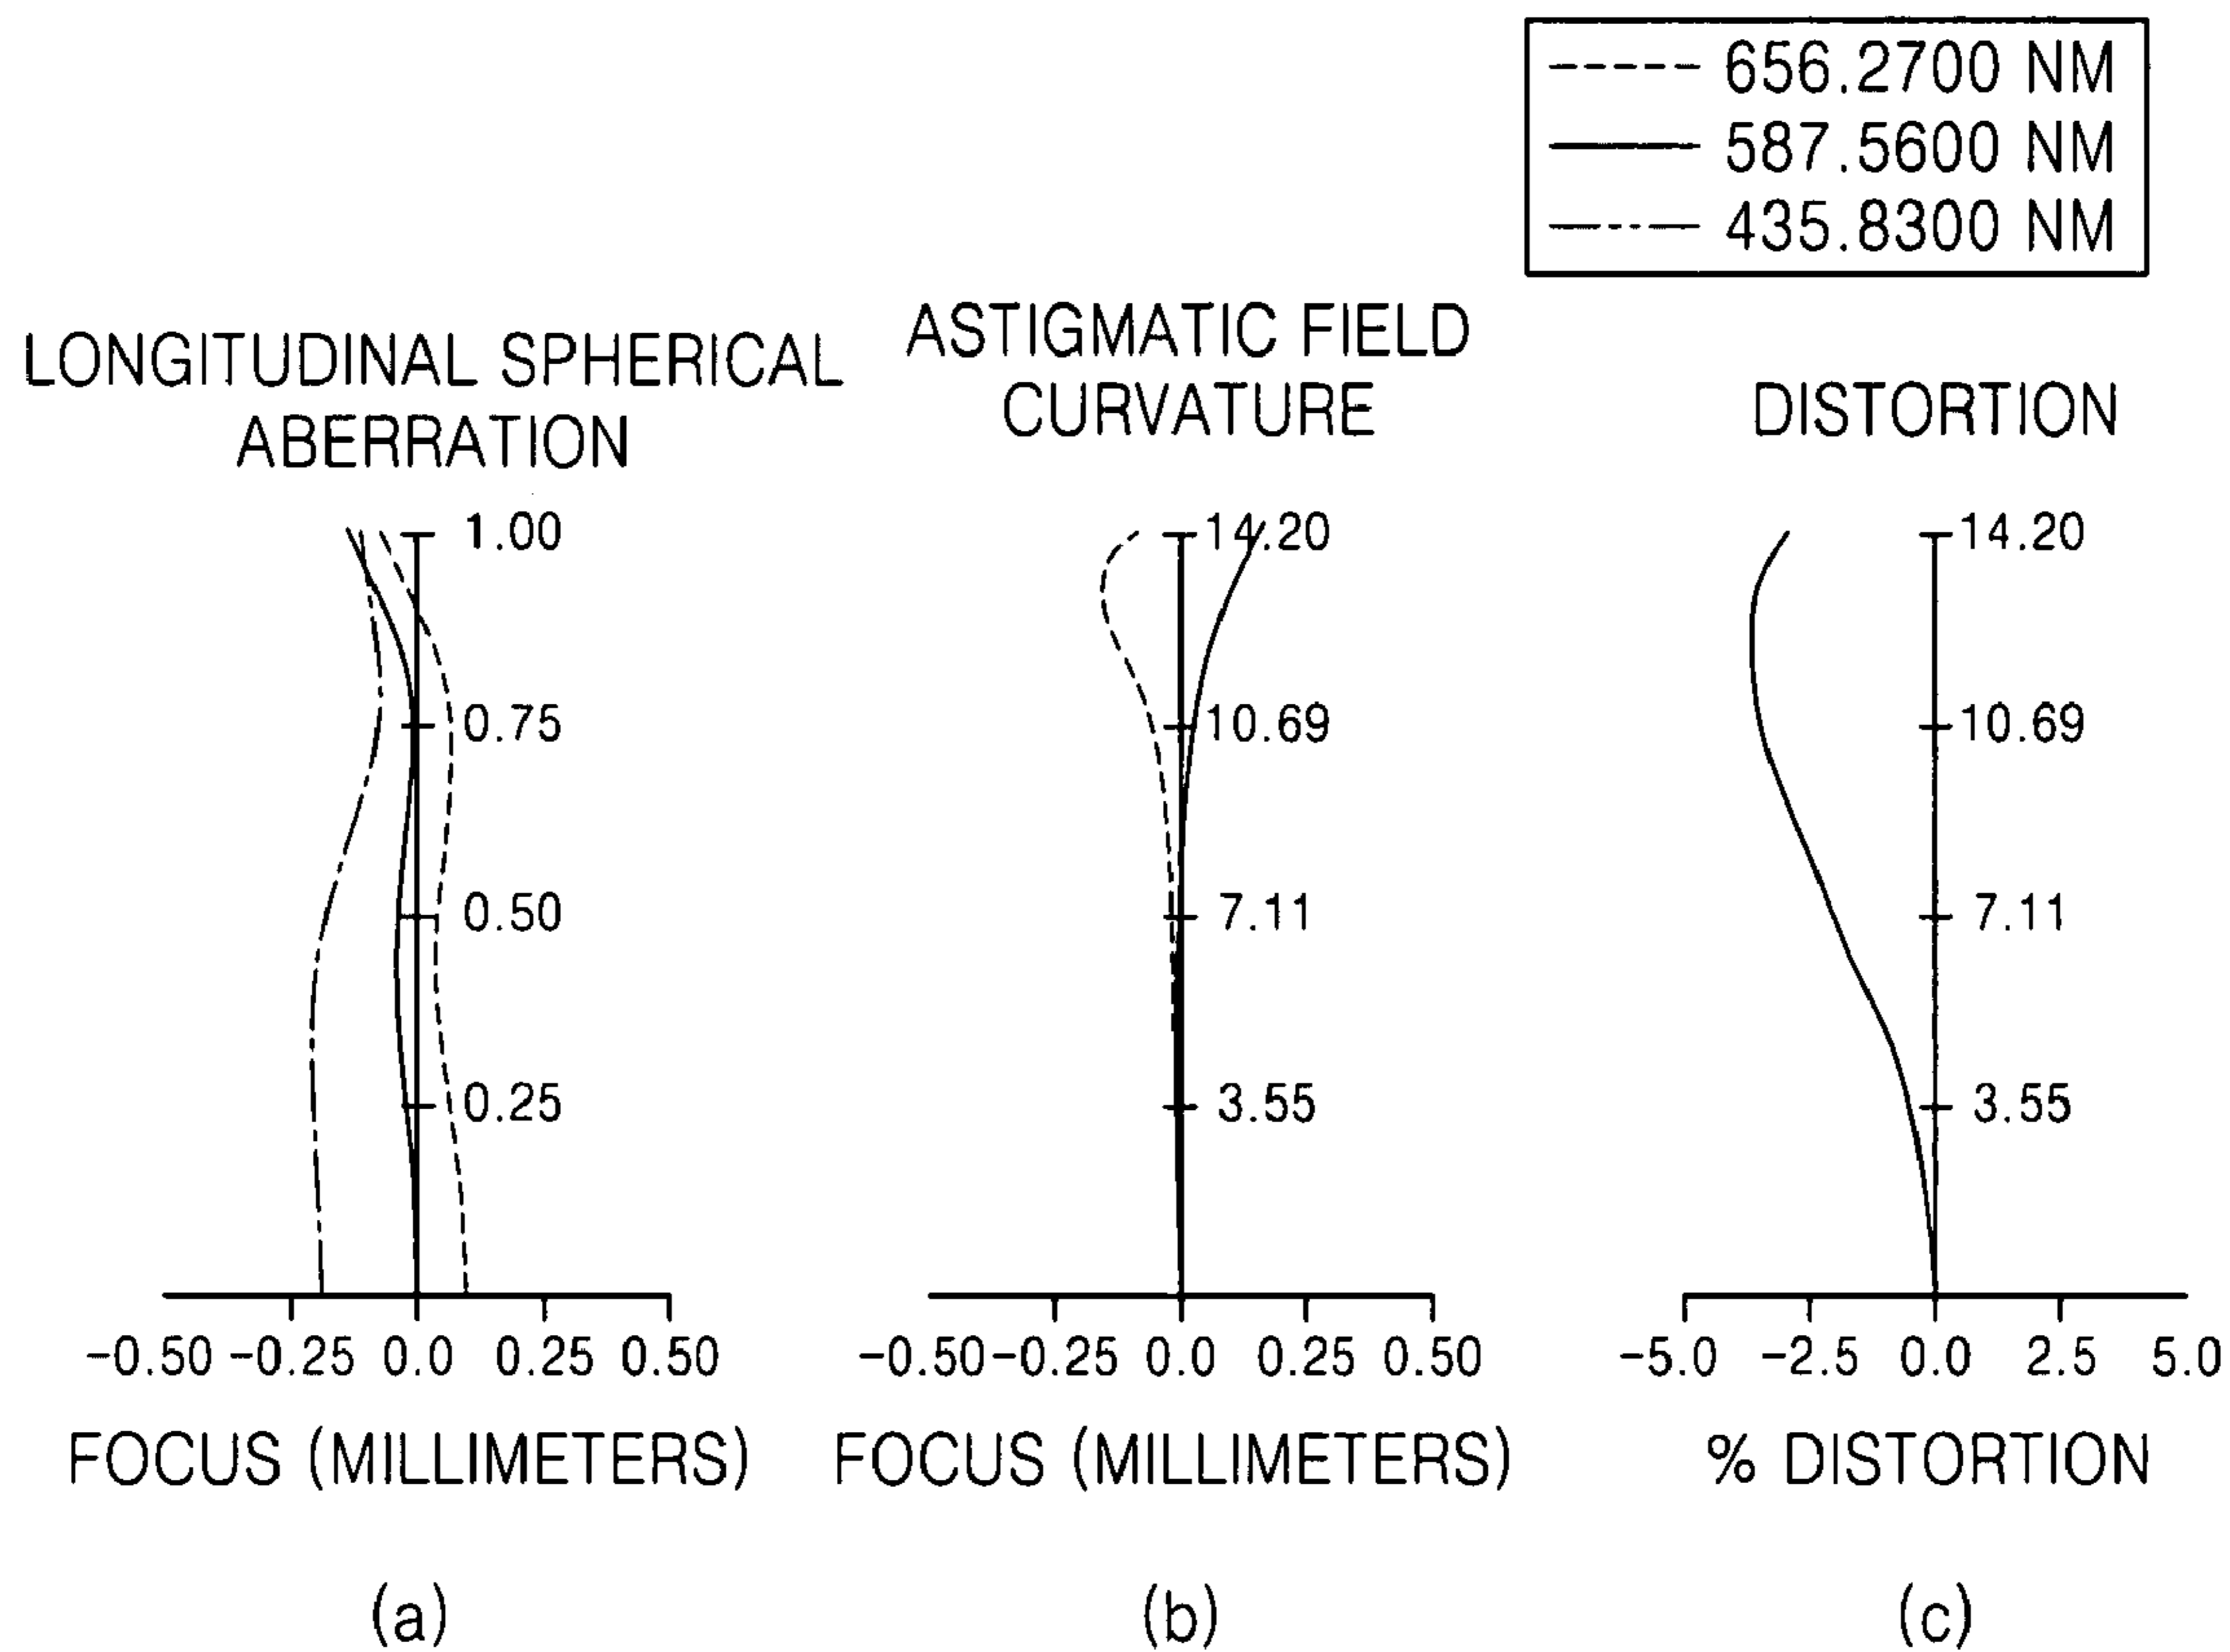 656.2700 NM
587.5600 NM
435.8300 NM
LONGITUDINAL SPHERICAL
ABERRATION
1.00
0.75
0.50
0.25
-0.50 -0.25 0.0 0.25 0.50
FOCUS (MILLIMETERS)
(a)
ASTIGMATIC FIELD
CURVATURE
14.20
10.69
7.11
3.55
-0.50 -0.25 0.0 0.25 0.50
FOCUS (MILLIMETERS)
(b)
DISTORTION
14.20
10.69
7.11
3.55
-5.0 -2.5 0.0 2.5 5.0
% DISTORTION
(c)